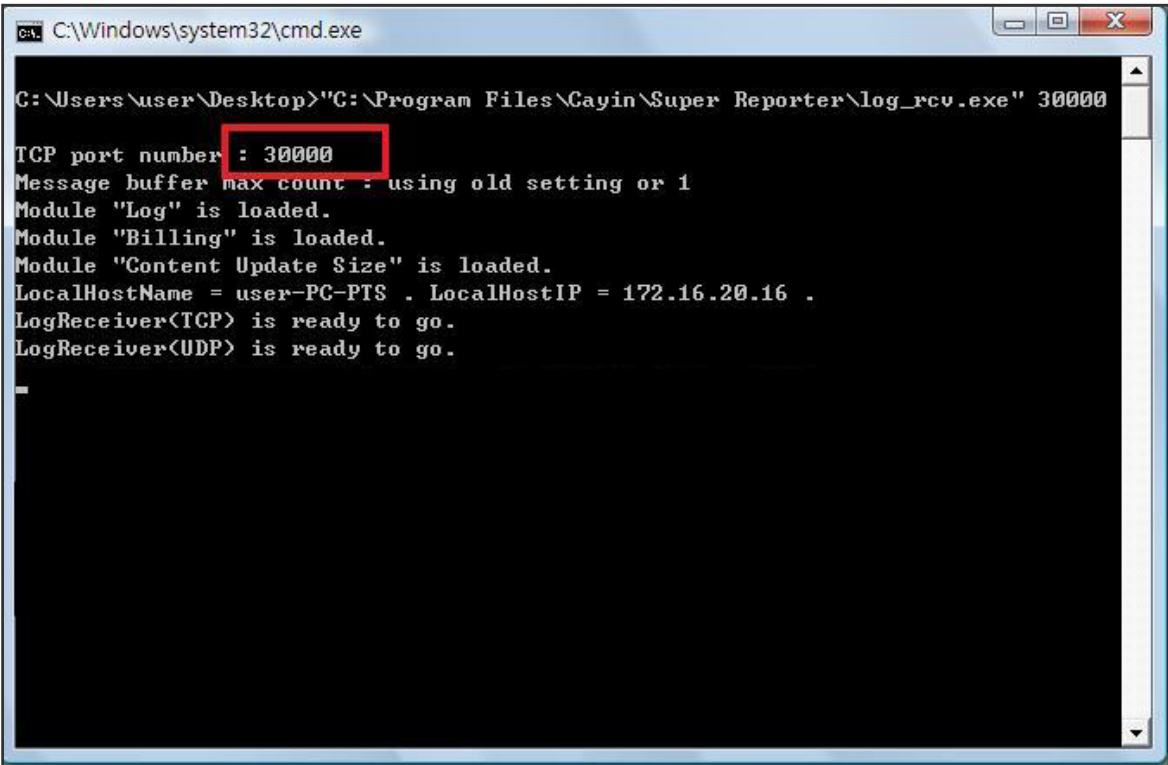 C:\Windows\system32\cmd.exe
C:\Users\user\Desktop>"C:\Program Files\Cayin\Super Reporter\log_rcv.exe" 30000
TCP port number : 30000
Message buffer max count : using old setting or 1
Module "Log" is loaded.
Module "Billing" is loaded.
Module "Content Update Size" is loaded.
LocalHostName = user-PC-PTS . LocalHostIP = 172.16.20.16 .
LogReceiver(TCP) is ready to go.
LogReceiver(UDP) is ready to go.